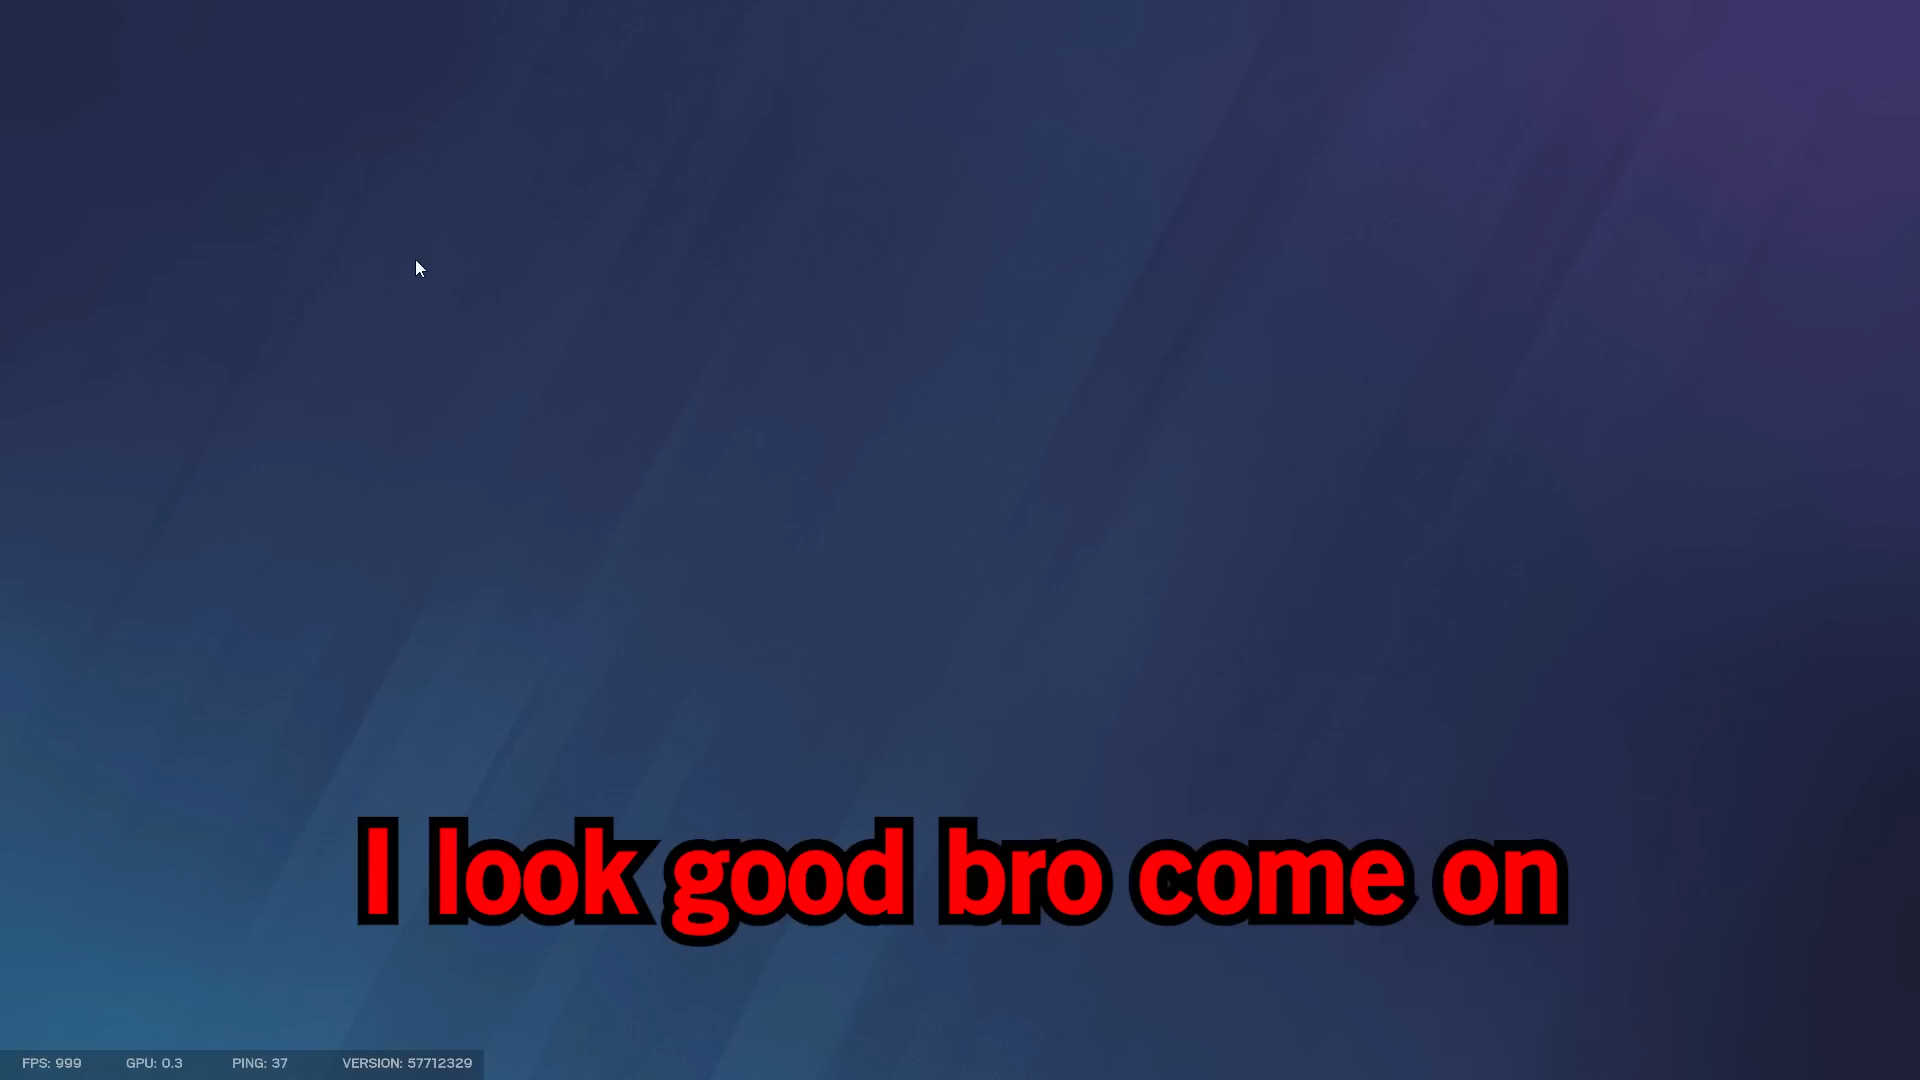 I look good bro come on
FPS: 999 GPU: 0.3 PING: 37 VERSION: 57712329